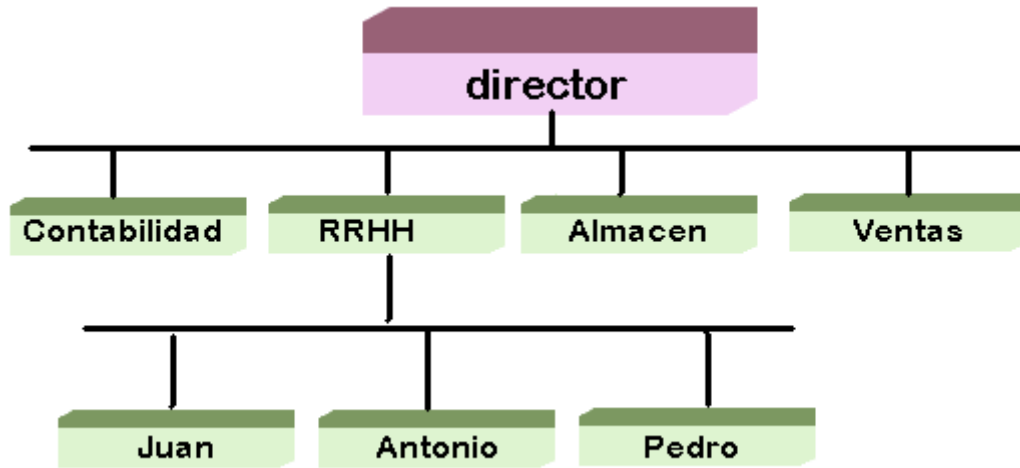 director
Contabilidad
RRHH
Almacen
Ventas
Juan
Antonio
Pedro